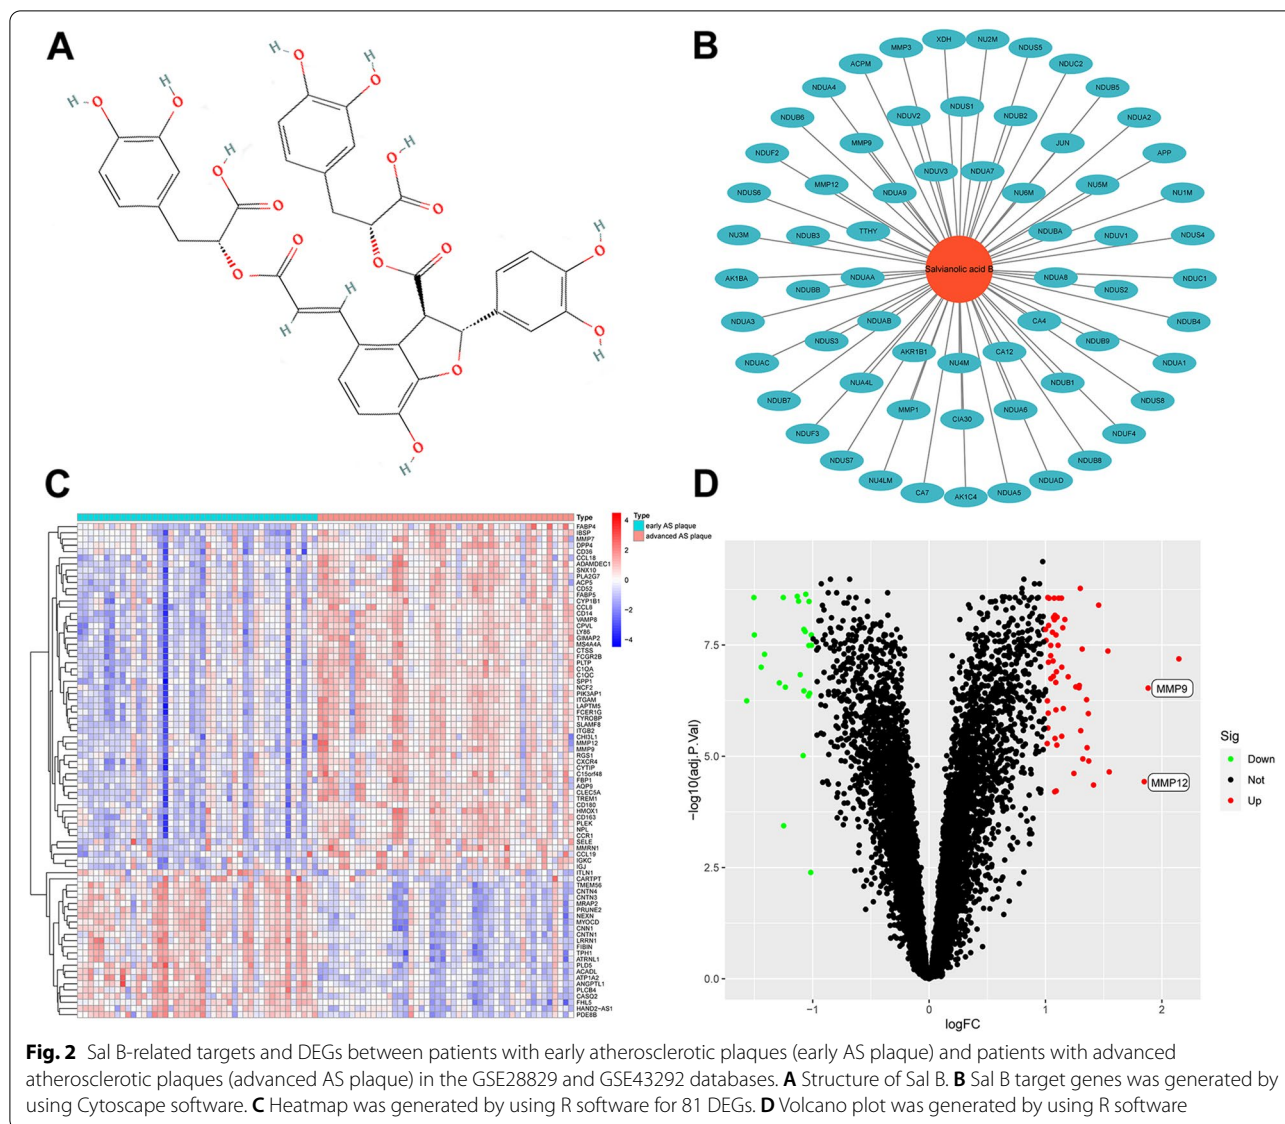 A
B
H
O
H
O
H
O
H
O
H
O
O
H
O
O
O
O
O
O
O
H
H
O
H
O
H
O
H
XDH
NU2M
MMP3
NDUS5
ACPM
NDUC2
NDUA4
NDUB5
NDUV2
NDUS1
NDUB2
NDUB6
NDUA2
MMP9
JUN
NDUF2
APP
NDUV3
NDUA7
MMP12
NDUA9
NU6M
NU5M
NDUS6
NU1M
TTHY
NDUBA
NU3M
NDUB3
NDUV1
NDUS4
Salvianolic acid B
AK1BA
NDUAA
NDUA8
NDUC1
NDUBB
NDUS2
NDUA3
NDUAB
CA4
NDUB4
NDUS3
NDUB9
AKR1B1
CA12
NDUAC
NU4M
NDUA1
NUA4L
NDUB1
NDUB7
NDUS8
MMP1
CIA30
NDUA6
NDUF3
NDUF4
NDUS7
NDUB8
NU4LM
CA7
AK1C4
NDUA5
NDUAD
C
Type
FABP4
IBSP
MMP7
DPP4
CD36
CCL18
ADAMDEC1
SNX10
PLA2G7
ACP5
CD52
FABP5
CYP1B1
CCL8
CD14
VAMP8
CPVL
LY86
GIMAP2
MS4A4A
CTSS
FCGR2B
PLTP
C1QA
C1QC
SPP1
NCF2
PIK3AP1
ITGAM
LAPTM5
FCER1G
TYROBP
SLAMF8
ITGB2
CHI3L1
MMP12
MMP9
RGS1
CXCR4
CYTIP
C15orf48
FBP1
AQP9
CLEC5A
TREM1
CD180
HMOX1
CD163
PLEK
NPL
CCR1
SELE
MMRN1
CCL19
IGKC
IGJ
ITLN1
CARTPT
TMEM56
CNTN4
CNTN3
MRAP2
PRUNE2
NEXN
MYOCD
CNN1
CNTN1
LRRN1
FIBIN
TPH1
ATRNL1
PLD5
ACADL
ATP1A2
ANGPTL1
PLCB4
CASQ2
FHL5
HAND2-AS1
PDE8B
4
2
0
−2
−4
Type
early AS plaque
advanced AS plaque
D
−log10(adj.P.Val)
7.5
5.0
2.5
0.0
−1
0
1
2
logFC
MMP9
MMP12
Sig
Down
Not
Up
Fig. 2 Sal B-related targets and DEGs between patients with early atherosclerotic plaques (early AS plaque) and patients with advanced
atherosclerotic plaques (advanced AS plaque) in the GSE28829 and GSE43292 databases. A Structure of Sal B. B Sal B target genes was generated by
using Cytoscape software. C Heatmap was generated by using R software for 81 DEGs. D Volcano plot was generated by using R software